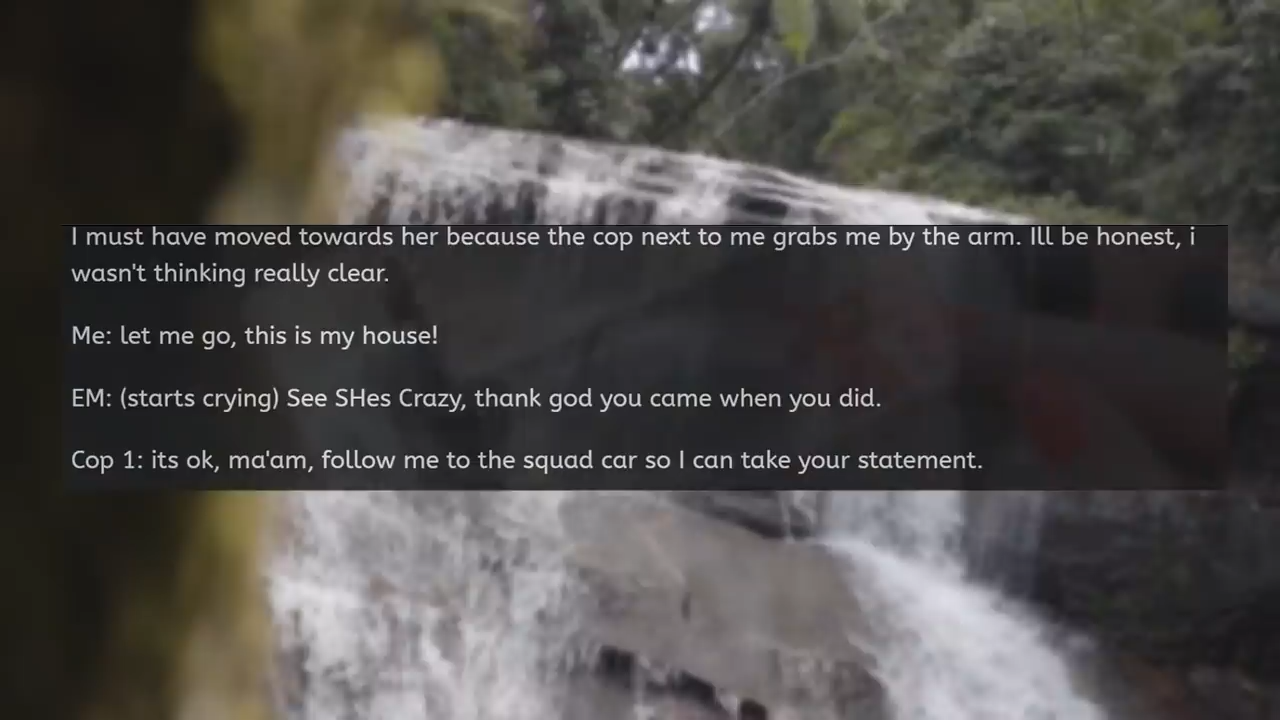 I must have moved towards her because the cop next to me grabs me by the arm. Ill be honest, i
wasn't thinking really clear.
Me: let me go, this is my house!
EM: (starts crying) See SHes Crazy, thank god you came when you did.
Cop 1: its ok, ma'am, follow me to the squad car so I can take your statement.